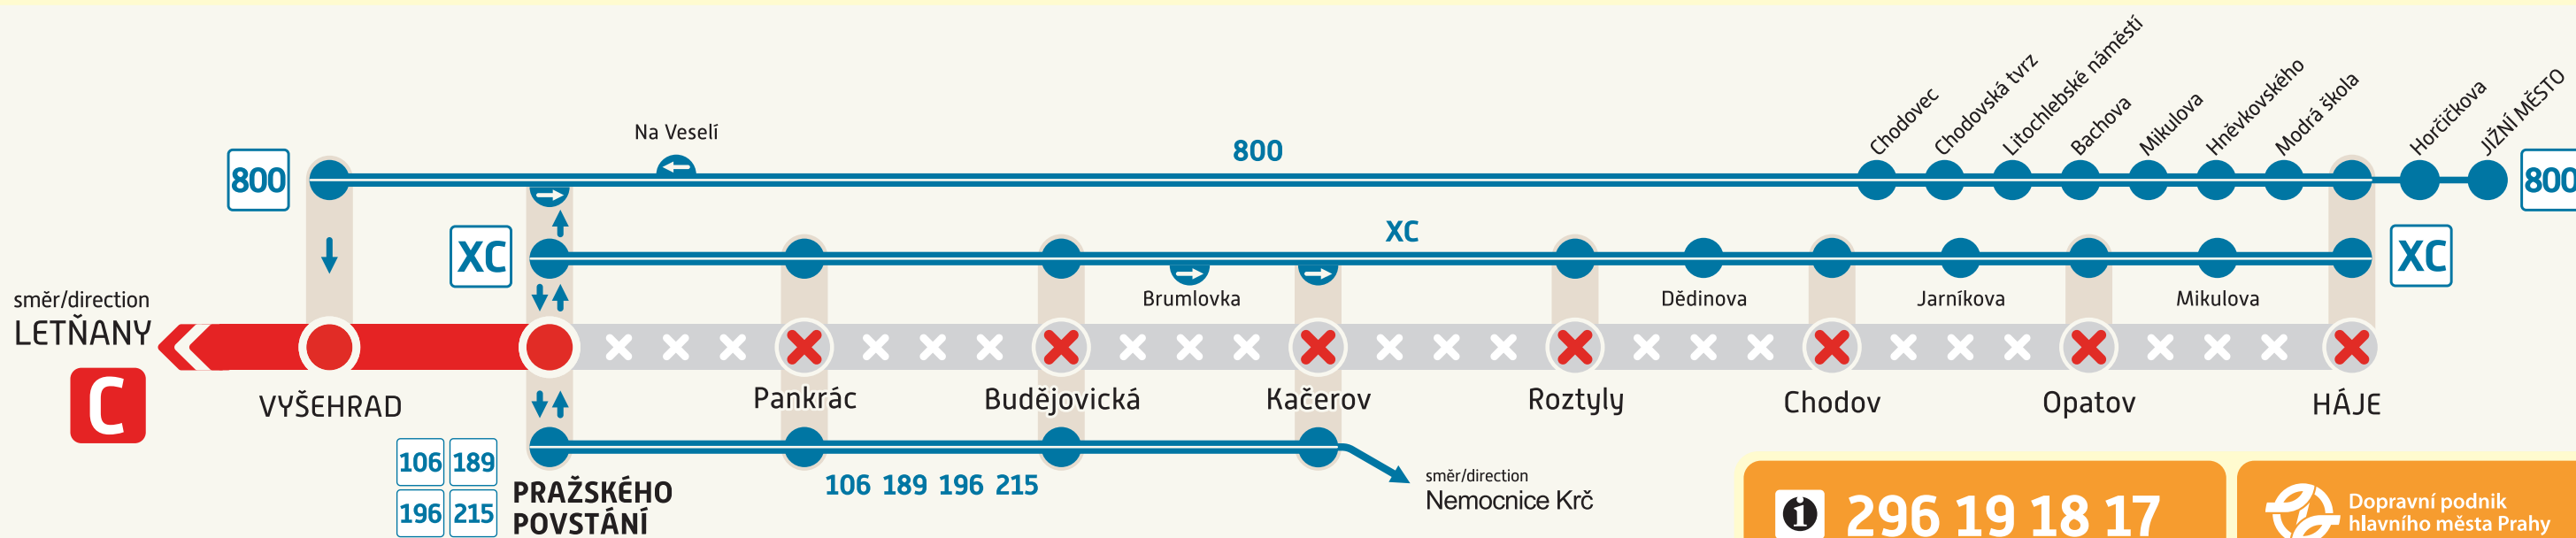 Chodovec
Chodovská tvrz
Litochlebské náměstí
Bachova
Mikulova
Hněvkovského
Modrá škola
Horčičkova
JIŽNÍ MĚSTO
Na Veselí
800
800
800
XC
XC
XC
směr/direction
LETŇANY
Brumlovka
Dědinova
Jarníkova
Mikulova
C
VYŠEHRAD
Pankrác
Budějovická
Kačerov
Roztyly
Chodov
Opatov
HÁJE
106 189
196 215
PRAŽSKÉHO
POVSTÁNÍ
106 189 196 215
směr/direction
Nemocnice Krč
i 296 19 18 17
Dopravní podnik
hlavního města Prahy